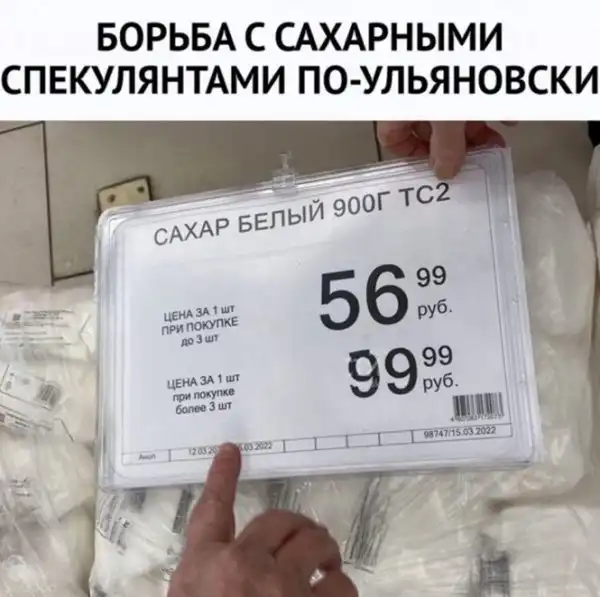 БОРЬБА С САХАРНЫМИ
СПЕКУЛЯНТАМИ ПО-УЛЬЯНОВСКИ
САХАР БЕЛЫЙ 900Г ТС2
ЦЕНА ЗА 1 шт
ПРИ ПОКУПКЕ
до 3 шт
56 99
руб.
ЦЕНА ЗА 1 шт
при покупке
более 3 шт
99 99
руб.
98747/15.03.2022